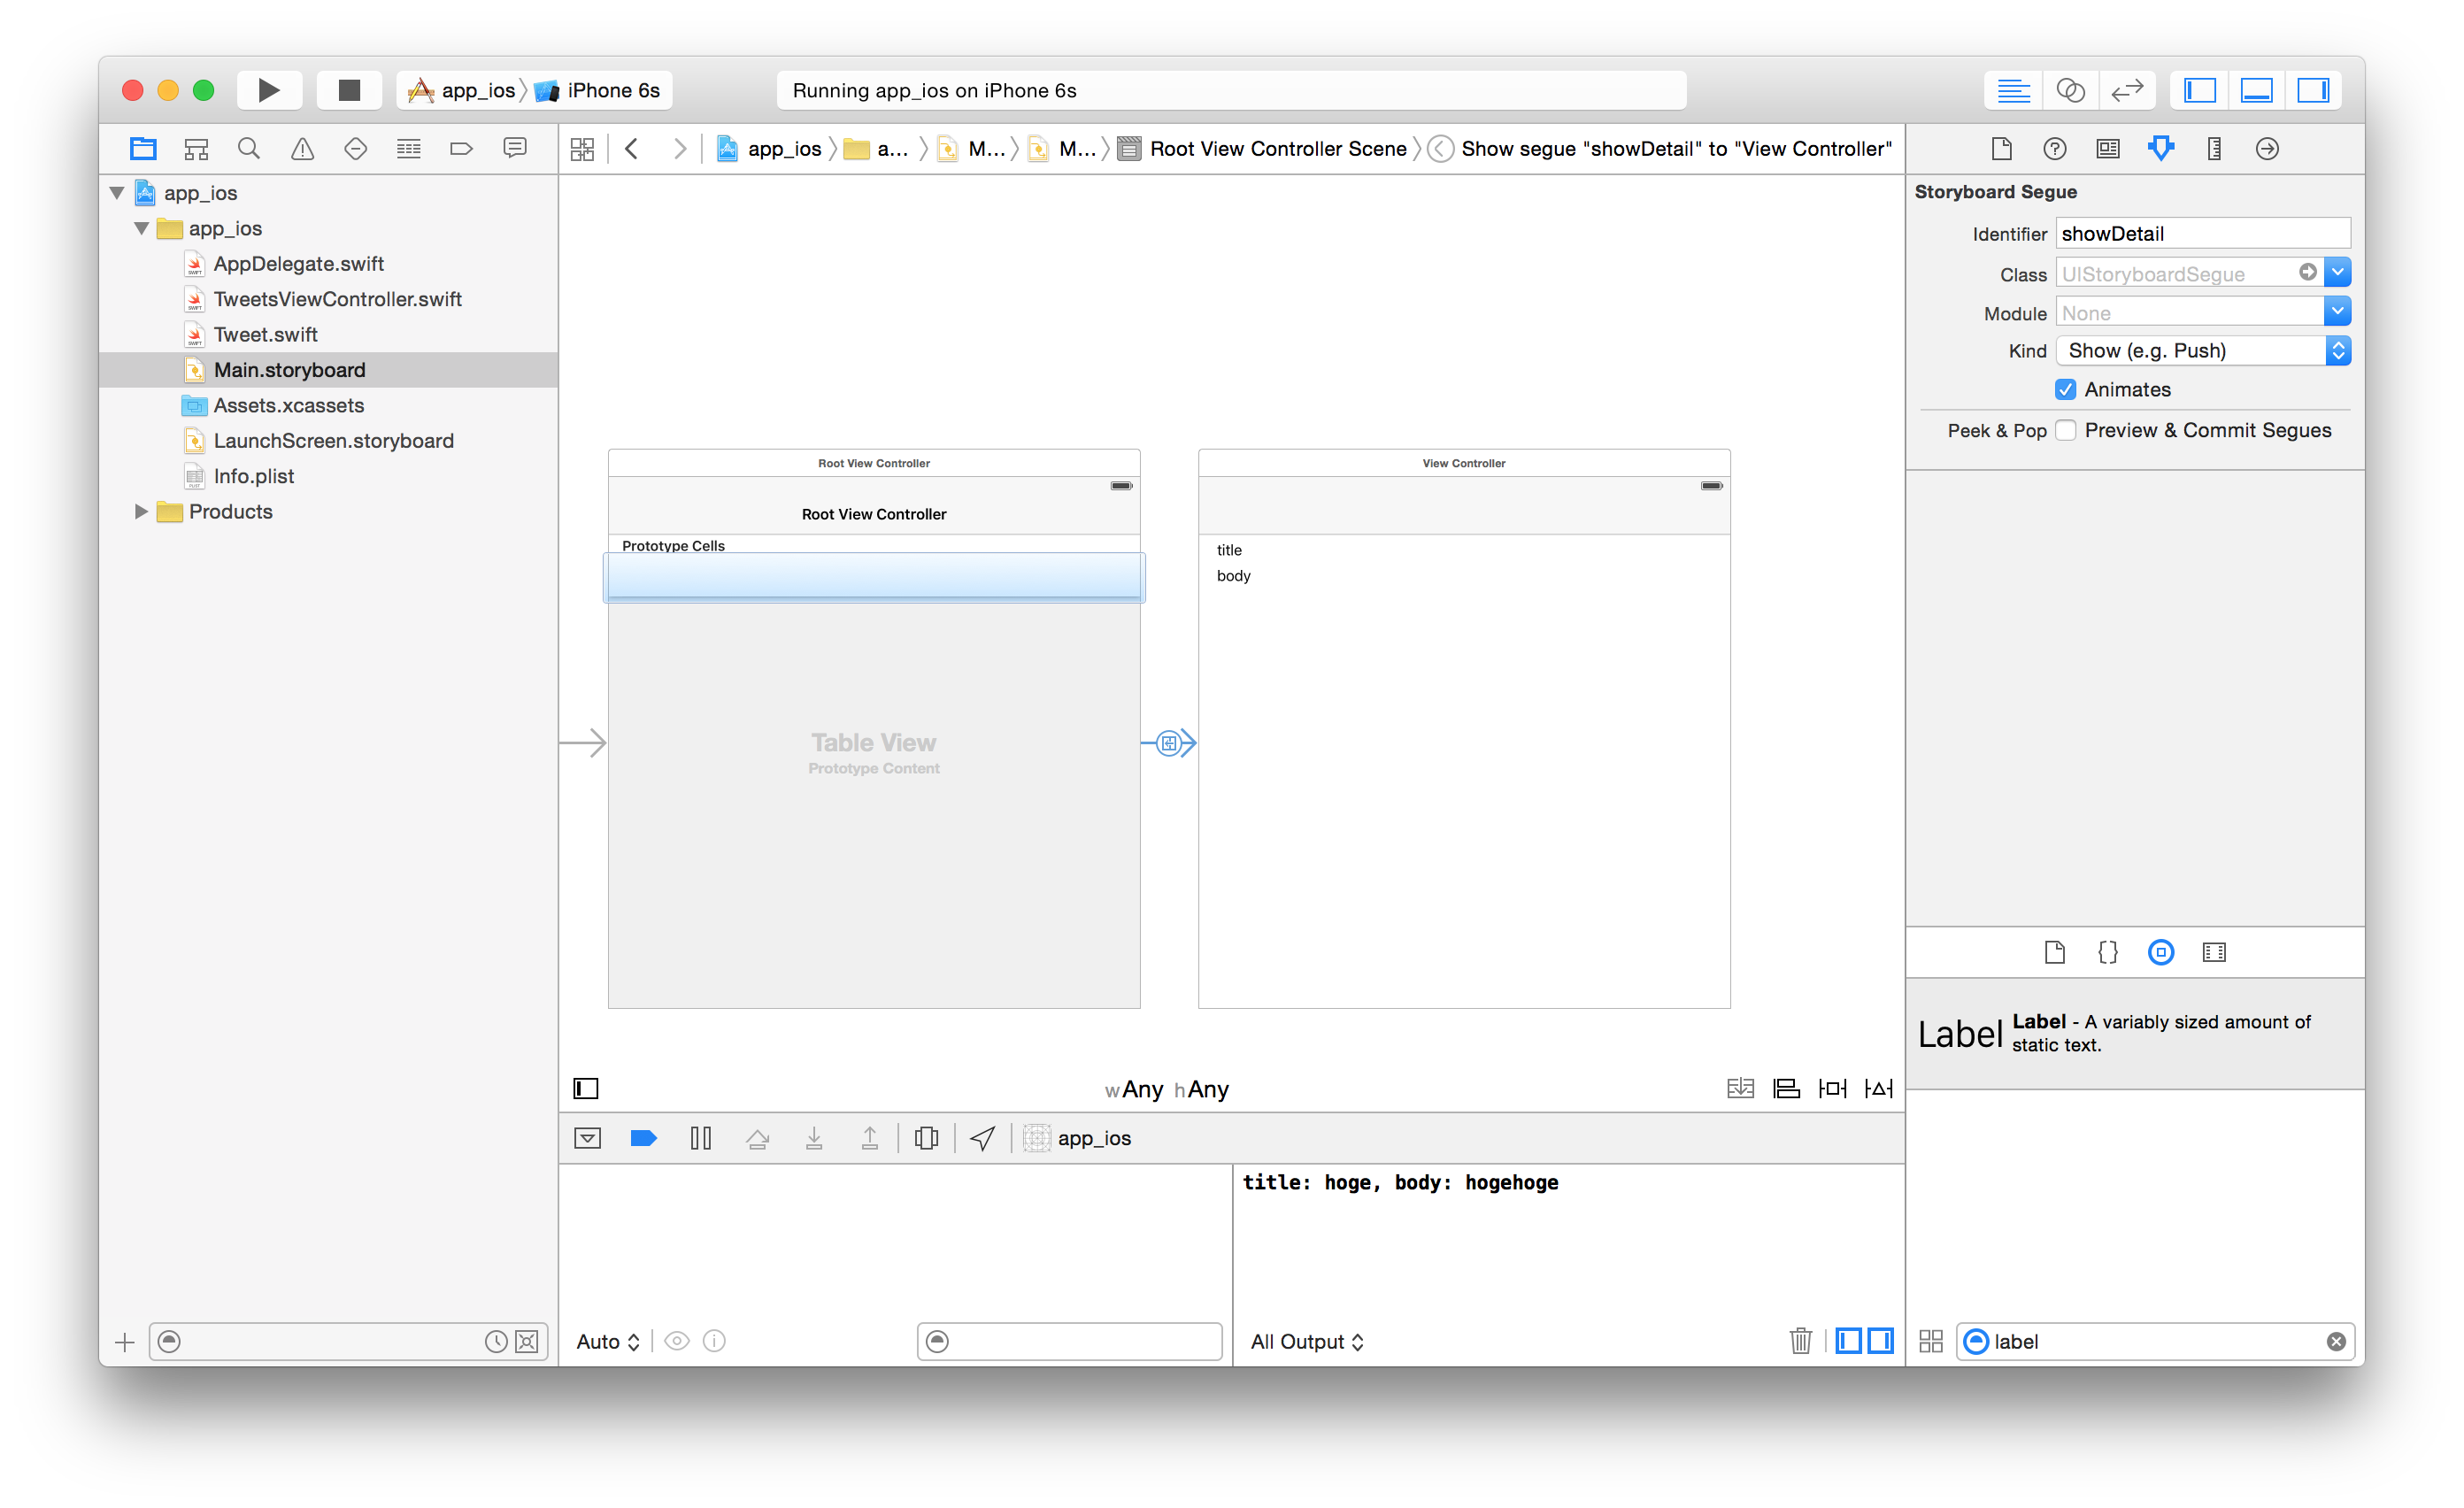 app_ios
iPhone 6s
Running app_ios on iPhone 6s
app_ios
a...
M...
M...
Root View Controller Scene
Show segue "showDetail" to "View Controller"
app_ios
app_ios
AppDelegate.swift
TweetsViewController.swift
Tweet.swift
Main.storyboard
Assets.xcassets
LaunchScreen.storyboard
Info.plist
Products
Root View Controller
Root View Controller
Prototype Cells
Table View
Prototype Content
View Controller
title
body
wAny hAny
app_ios
title: hoge, body: hogehoge
Auto
All Output
Storyboard Segue
Identifier showDetail
Class UIStoryboardSegue
Module None
Kind Show (e.g. Push)
Animates
Peek & Pop Preview & Commit Segues
Label
Label - A variably sized amount of
static text.
label